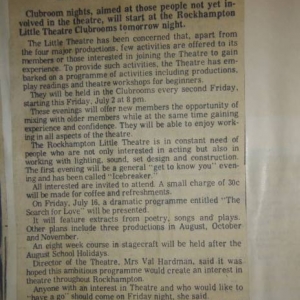 Clubroom nights, aimed at those people not yet in-
volved in the theatre, will start at the Rockhampton
Little Theatre Clubrooms tomorrow night.
The Little Theatre has been concerned that, apart from
the four major productions, few activities are offered to its
members or those interested in joining the Theatre to gain
experience. To provide such activities, the Theatre has em-
barked on a programme of activities including productions,
play readings and theatre workshops for beginners.
They will be held in the Clubrooms every second Friday,
starting this Friday, July 2 at 8 pm.
These evenings will offer new members the opportunity of
mixing with older members while at the same time gaining
experience and confidence. They will be able to enjoy work-
ing in all aspects of the theatre.
The Rockhampton Little Theatre is in constant need of
people who are not only interested in acting but also in
working with lighting, sound, set design and construction.
The first evening will be a general "get to know you" even-
ing and has been called "Icebreaker."
All interested are invited to attend. A small charge of 20c
will be made for coffee and refreshments.
On Friday, July 16, a dramatic programme entitled "The
Search for Love" will be presented.
It will feature extracts from poetry, songs and plays.
Other plans include three productions in August, October
and November.
An eight week course in stagecraft will be held after the
August School Holidays.
Director of the Theatre, Mrs Val Hardman, said it was
hoped this ambitious programme would create an interest in
theatre throughout Rockhampton.
Anyone with an interest in Theatre and who would like to
"have a go" should come on Friday night, she said.